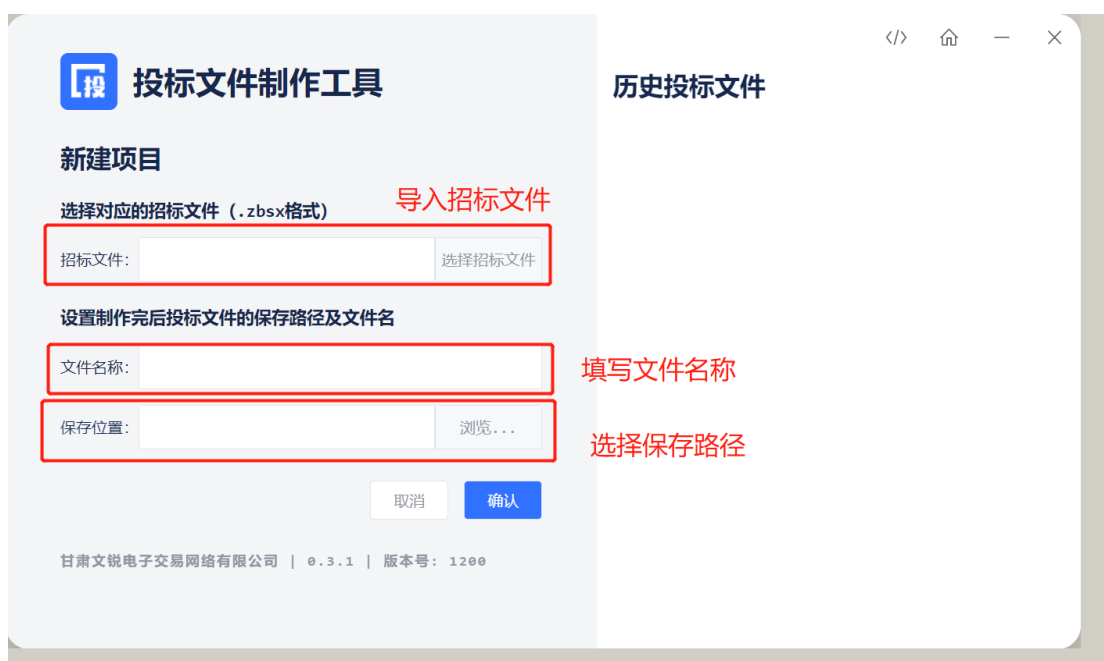 投
投标文件制作工具
历史投标文件
新建项目
选择对应的招标文件（.zbsx格式）
导入招标文件
招标文件:
选择招标文件
设置制作完后投标文件的保存路径及文件名
文件名称:
填写文件名称
保存位置:
浏览...
选择保存路径
取消
确认
甘肃文锐电子交易网络有限公司 | 0.3.1 | 版本号: 1200